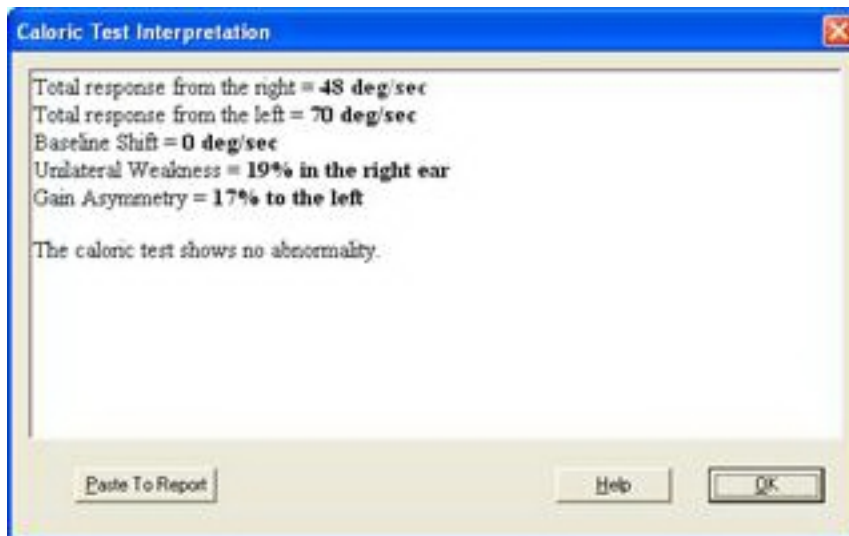 Caloric Test Interpretation
Total response from the right = 48 deg/sec
Total response from the left = 70 deg/sec
Baseline Shift = 0 deg/sec
Unilateral Weakness = 19% in the right ear
Gain Asymmetry = 17% to the left
The caloric test shows no abnormality.
Paste To Report
Help
OK